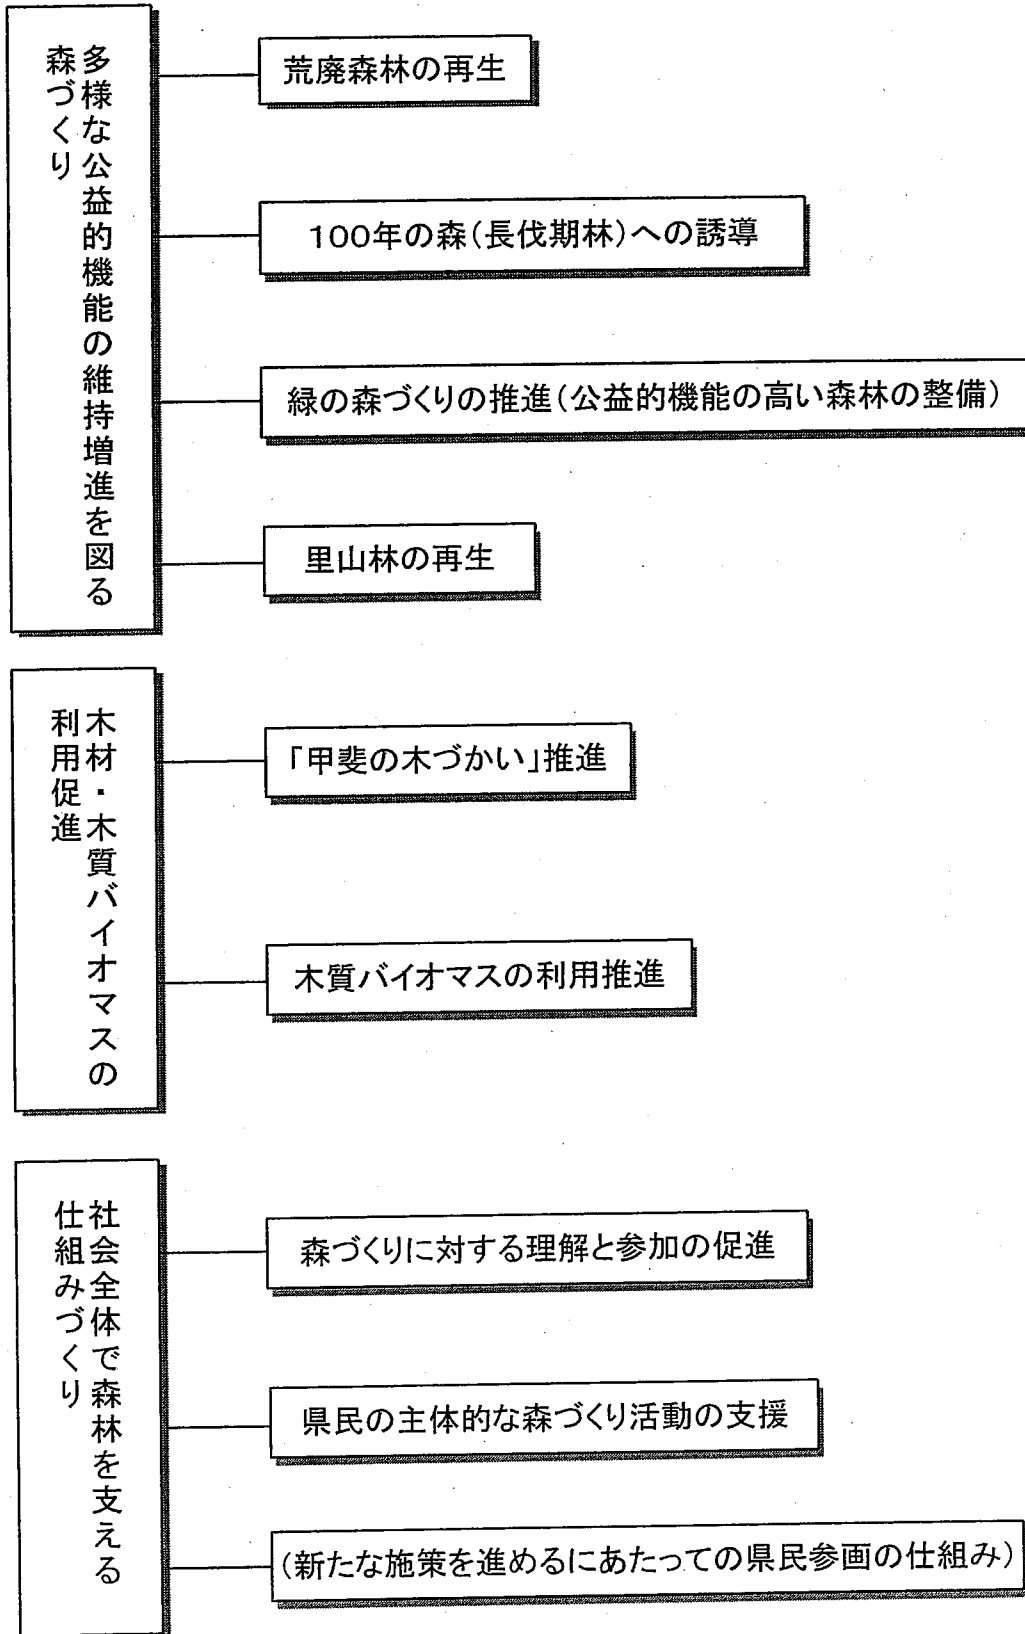 多様な公益的機能の維持増進を図る
森づくり
荒廃森林の再生
100年の森(長伐期林)への誘導
緑の森づくりの推進(公益的機能の高い森林の整備)
里山林の再生
木材・木質バイオマスの
利用促進
「甲斐の木づかい」推進
木質バイオマスの利用推進
社会全体で森林を支える
仕組みづくり
森づくりに対する理解と参加の促進
県民の主体的な森づくり活動の支援
(新たな施策を進めるにあたっての県民参画の仕組み)